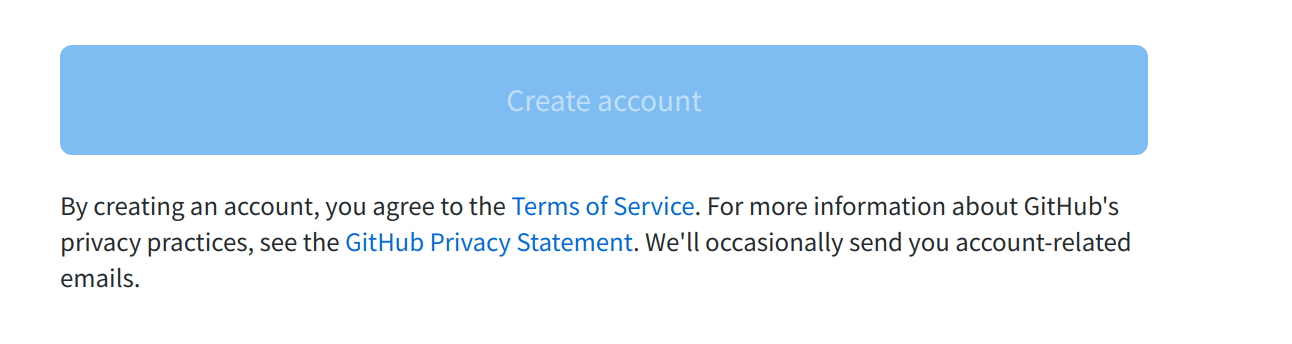 Create account
By creating an account, you agree to the Terms of Service. For more information about GitHub's
privacy practices, see the GitHub Privacy Statement. We'll occasionally send you account-related
emails.